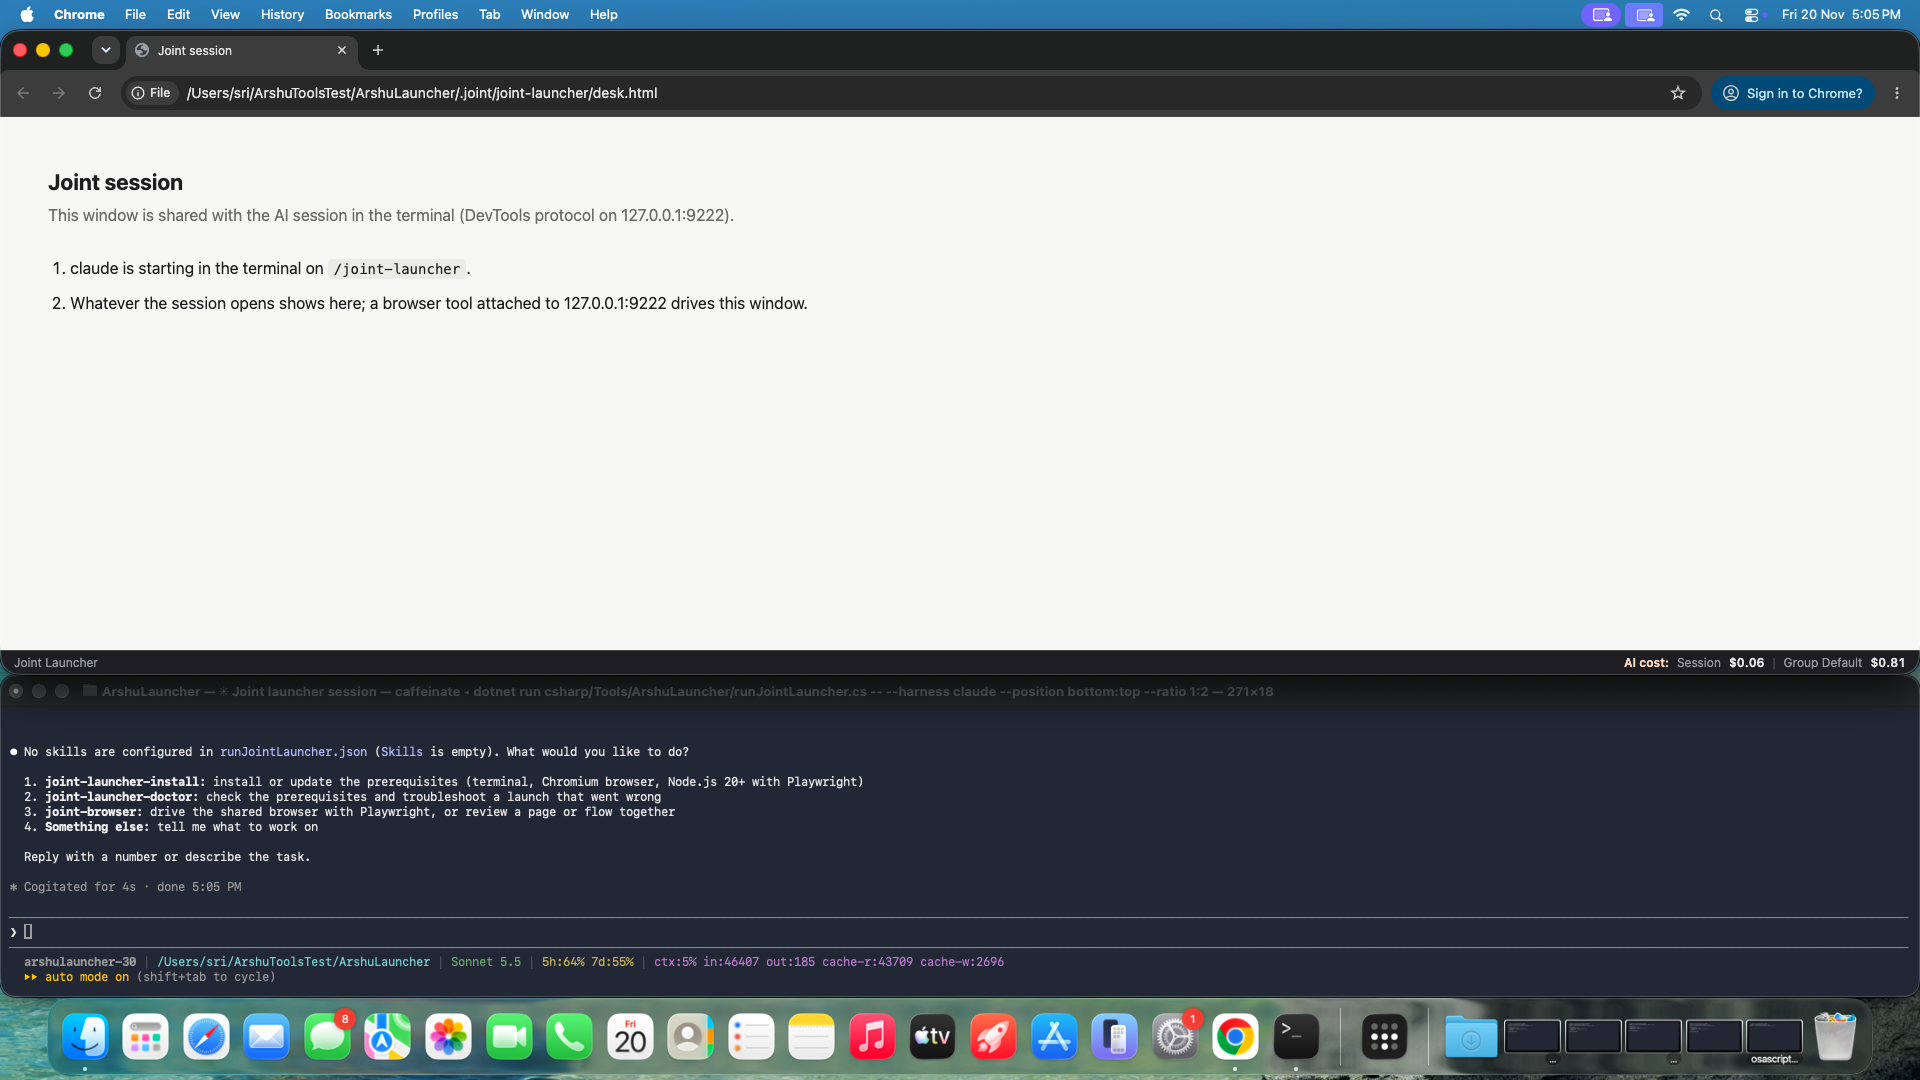 Chrome File Edit View History Bookmarks Profiles Tab Window Help Fri 20 Nov 5:05 PM
Joint session
File /Users/sri/ArshuToolsTest/ArshuLauncher/.joint/joint-launcher/desk.html Sign in to Chrome?
Joint session
This window is shared with the AI session in the terminal (DevTools protocol on 127.0.0.1:9222).
1. claude is starting in the terminal on /joint-launcher.
2. Whatever the session opens shows here; a browser tool attached to 127.0.0.1:9222 drives this window.
Joint Launcher AI cost: Session $0.06 | Group Default $0.81
ArshuLauncher — ✳ Joint launcher session — caffeinate ◂ dotnet run csharp/Tools/ArshuLauncher/runJointLauncher.cs -- --harness claude --position bottom:top --ratio 1:2 — 271×18
● No skills are configured in runJointLauncher.json (Skills is empty). What would you like to do?
1. joint-launcher-install: install or update the prerequisites (terminal, Chromium browser, Node.js 20+ with Playwright)
2. joint-launcher-doctor: check the prerequisites and troubleshoot a launch that went wrong
3. joint-browser: drive the shared browser with Playwright, or review a page or flow together
4. Something else: tell me what to work on
Reply with a number or describe the task.
✻ Cogitated for 4s · done 5:05 PM
❯
arshulauncher-30 | /Users/sri/ArshuToolsTest/ArshuLauncher | Sonnet 5.5 | 5h:64% 7d:55% | ctx:5% in:46407 out:185 cache-r:43709 cache-w:2696
▸▸ auto mode on (shift+tab to cycle)
8
Fri
20
tv
1
... ... osascript...